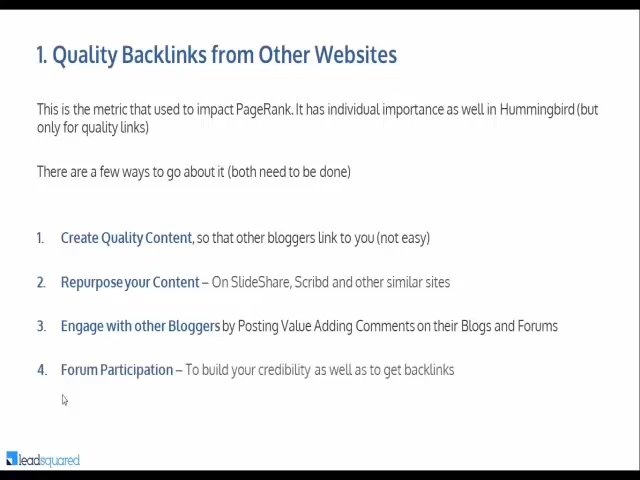 1. Quality Backlinks from Other Websites
This is the metric that used to impact PageRank. It has individual importance as well in Hummingbird (but
only for quality links)
There are a few ways to go about it (both need to be done)
1. Create Quality Content, so that other bloggers link to you (not easy)
2. Repurpose your Content – On SlideShare, Scribd and other similar sites
3. Engage with other Bloggers by Posting Value Adding Comments on their Blogs and Forums
4. Forum Participation – To build your credibility as well as to get backlinks
leadsquared